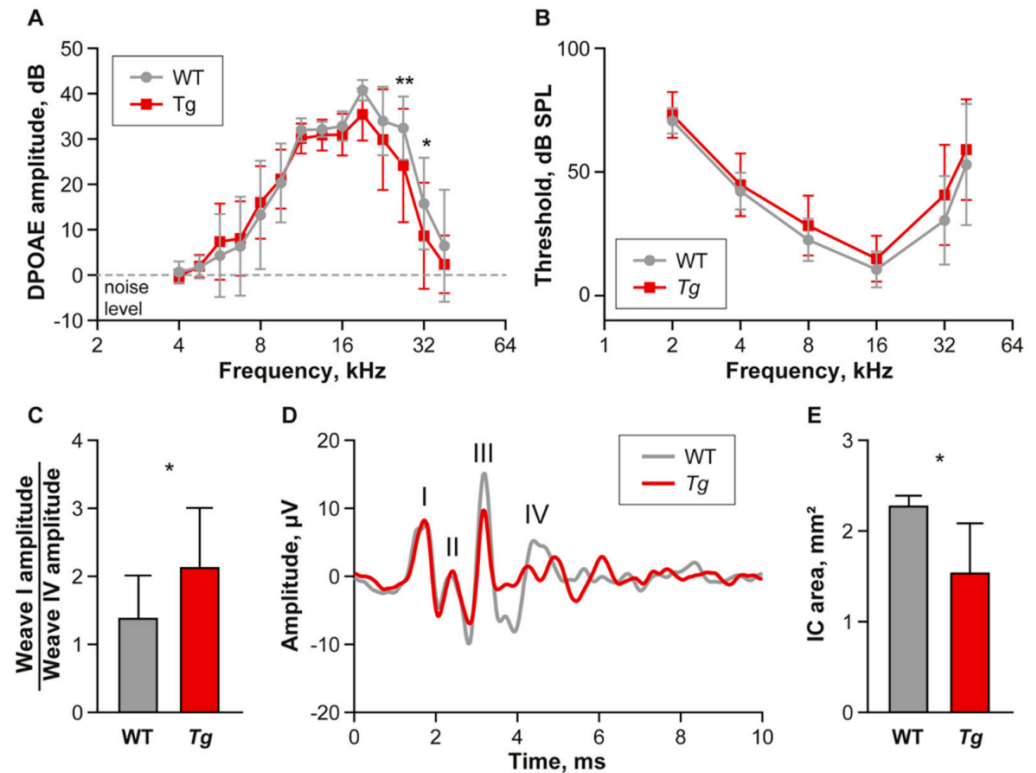 A
DPOAE amplitude, dB
50
40
30
20
10
0
-10
WT
Tg
**
*
noise
level
2
4
8
16
32
64
Frequency, kHz
B
Threshold, dB SPL
100
50
0
WT
Tg
1
2
4
8
16
32
64
Frequency, kHz
C
Weave I amplitude
Weave IV amplitude
4
3
2
1
0
*
WT
Tg
D
Amplitude, µV
20
10
0
-10
-20
I
II
III
IV
WT
Tg
0
2
4
6
8
10
Time, ms
E
IC area, mm²
3
2
1
0
*
WT
Tg